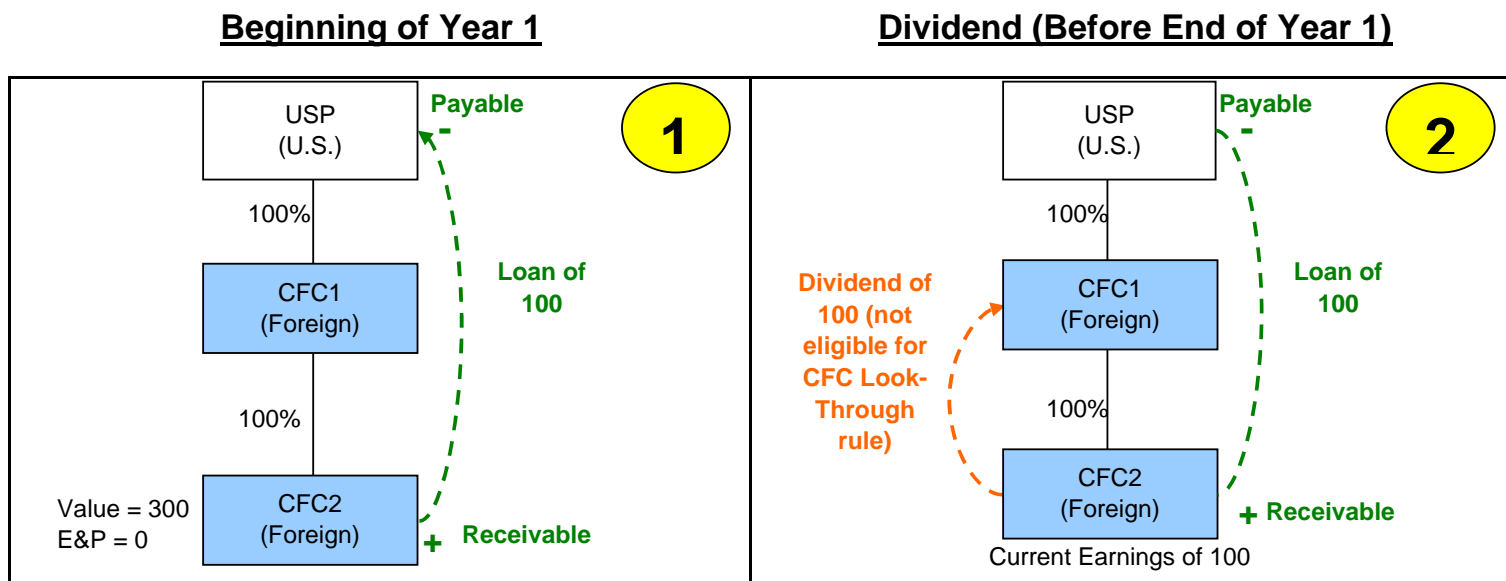 Beginning of Year 1
Dividend (Before End of Year 1)
USP
(U.S.)
Payable
-
1
100%
CFC1
(Foreign)
Loan of
100
100%
Value = 300
E&P = 0
CFC2
(Foreign)
+ Receivable
USP
(U.S.)
Payable
-
2
100%
Dividend of
100 (not
eligible for
CFC Look-
Through
rule)
CFC1
(Foreign)
Loan of
100
100%
CFC2
(Foreign)
+ Receivable
Current Earnings of 100